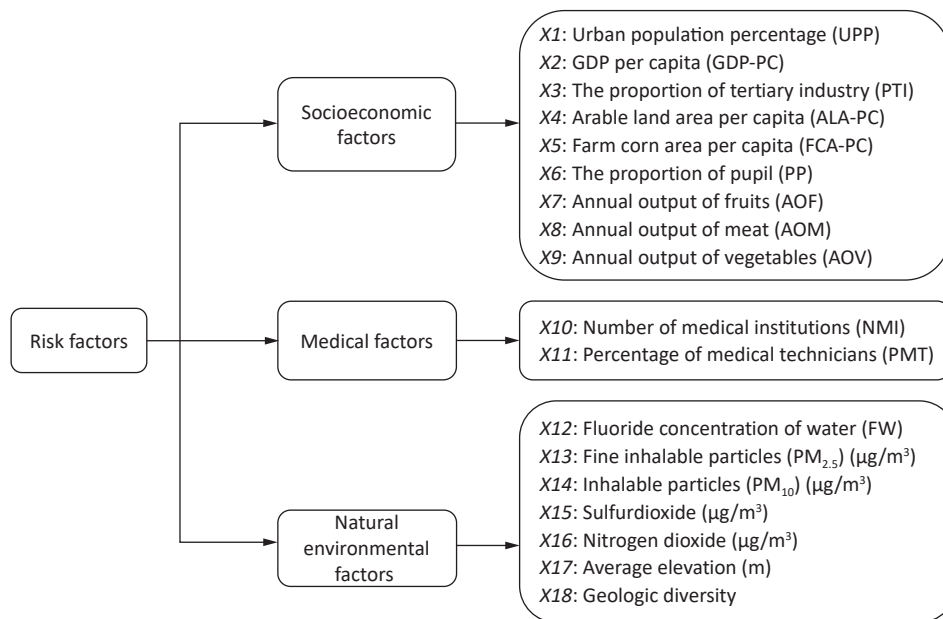 Risk factors
Socioeconomic
factors
X1: Urban population percentage (UPP)
X2: GDP per capita (GDP-PC)
X3: The proportion of tertiary industry (PTI)
X4: Arable land area per capita (ALA-PC)
X5: Farm corn area per capita (FCA-PC)
X6: The proportion of pupil (PP)
X7: Annual output of fruits (AOF)
X8: Annual output of meat (AOM)
X9: Annual output of vegetables (AOV)
Medical factors
X10: Number of medical institutions (NMI)
X11: Percentage of medical technicians (PMT)
Natural
environmental
factors
X12: Fluoride concentration of water (FW)
X13: Fine inhalable particles (PM₂.₅) (µg/m³)
X14: Inhalable particles (PM₁₀) (µg/m³)
X15: Sulfurdioxide (µg/m³)
X16: Nitrogen dioxide (µg/m³)
X17: Average elevation (m)
X18: Geologic diversity